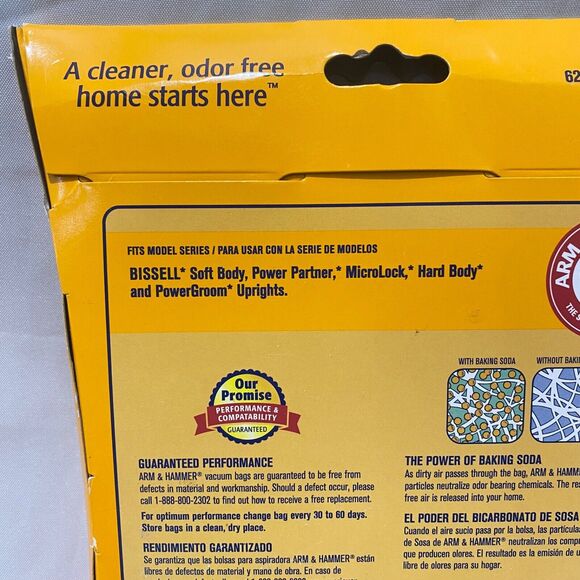 A cleaner, odor free
home starts here™
62
FITS MODEL SERIES / PARA USAR CON LA SERIE DE MODELOS
BISSELL* Soft Body, Power Partner,* MicroLock,* Hard Body*
and PowerGroom* Uprights.
ARM
THE S
WITH BAKING SODA
WITHOUT BAKIN
Our
Promise
PERFORMANCE &
COMPATIBILITY
GUARANTEED
GUARANTEED PERFORMANCE
ARM & HAMMER® vacuum bags are guaranteed to be free from
defects in material and workmanship. Should a defect occur, please
call 1-888-800-2302 to find out how to receive a free replacement.
For optimum performance change bag every 30 to 60 days.
Store bags in a clean, dry place.
RENDIMIENTO GARANTIZADO
Se garantiza que las bolsas para aspiradora ARM & HAMMER® están
libres de defectos de material y mano de obra. En caso de
THE POWER OF BAKING SODA
As dirty air passes through the bag, ARM & HAMM
particles neutralize odor bearing chemicals. The res
free air is released into your home.
EL PODER DEL BICARBONATO DE SOSA
Cuando el aire sucio pasa por la bolsa, las partícula
de Sosa de ARM & HAMMER® neutralizan los compu
que producen olores. El resultado es la emisión de u
libre de olores para su hogar.